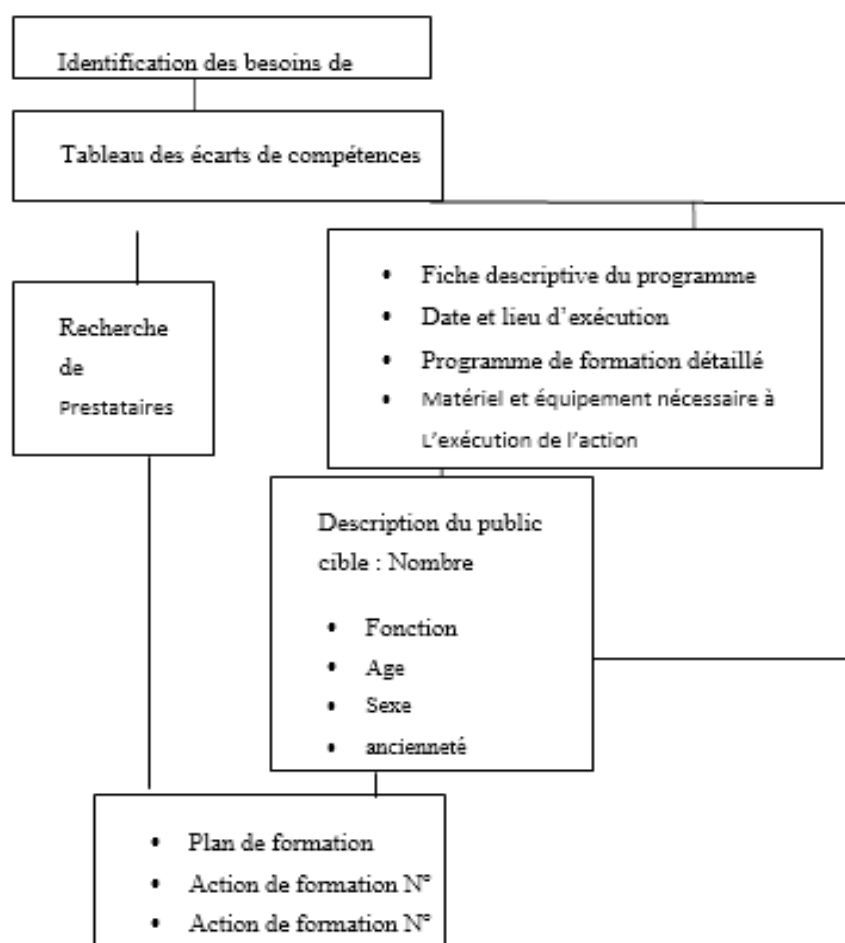 Identification des besoins de
Tableau des écarts de compétences
• Fiche descriptive du programme
• Date et lieu d'exécution
• Programme de formation détaillé
• Matériel et équipement nécessaire à
L'exécution de l'action
Recherche
de
Prestataires
Description du public
cible : Nombre
• Fonction
• Age
• Sexe
• ancienneté
• Plan de formation
• Action de formation N°
• Action de formation N°